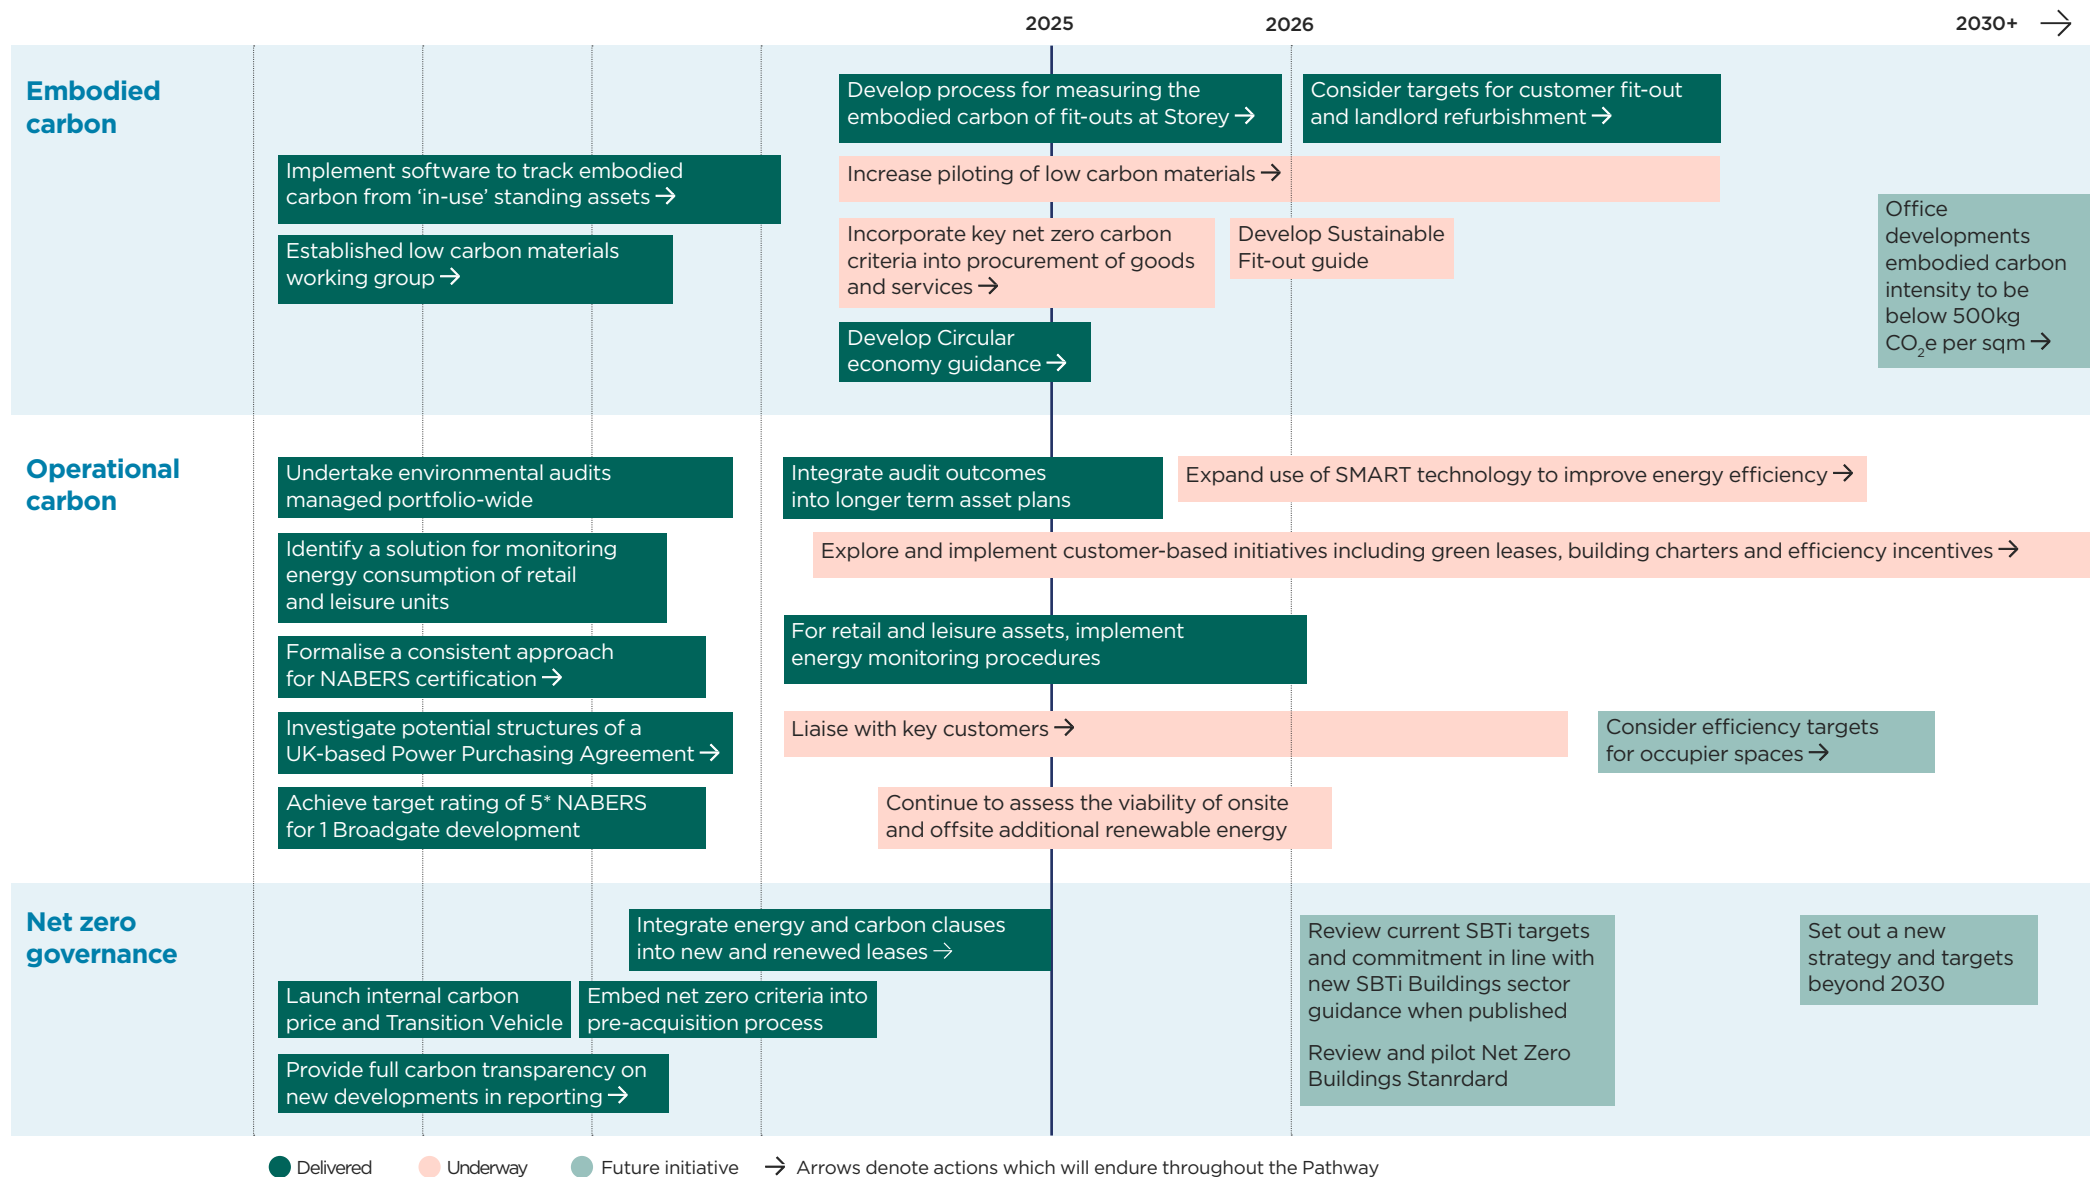 2025
2026
2030+ →
Embodied
carbon
Develop process for measuring the
embodied carbon of fit-outs at Storey →
Consider targets for customer fit-out
and landlord refurbishment →
Implement software to track embodied
carbon from ‘in-use’ standing assets →
Increase piloting of low carbon materials →
Established low carbon materials
working group →
Incorporate key net zero carbon
criteria into procurement of goods
and services →
Develop Sustainable
Fit-out guide
Office
developments
embodied carbon
intensity to be
below 500kg
CO₂e per sqm →
Develop Circular
economy guidance →
Operational
carbon
Undertake environmental audits
managed portfolio-wide
Integrate audit outcomes
into longer term asset plans
Expand use of SMART technology to improve energy efficiency →
Identify a solution for monitoring
energy consumption of retail
and leisure units
Explore and implement customer-based initiatives including green leases, building charters and efficiency incentives →
Formalise a consistent approach
for NABERS certification →
For retail and leisure assets, implement
energy monitoring procedures
Investigate potential structures of a
UK-based Power Purchasing Agreement →
Liaise with key customers →
Consider efficiency targets
for occupier spaces →
Achieve target rating of 5* NABERS
for 1 Broadgate development
Continue to assess the viability of onsite
and offsite additional renewable energy
Net zero
governance
Integrate energy and carbon clauses
into new and renewed leases →
Launch internal carbon
price and Transition Vehicle
Embed net zero criteria into
pre-acquisition process
Provide full carbon transparency on
new developments in reporting →
Review current SBTi targets
and commitment in line with
new SBTi Buildings sector
guidance when published
Review and pilot Net Zero
Buildings Stanrdard
Set out a new
strategy and targets
beyond 2030
Delivered
Underway
Future initiative
→ Arrows denote actions which will endure throughout the Pathway